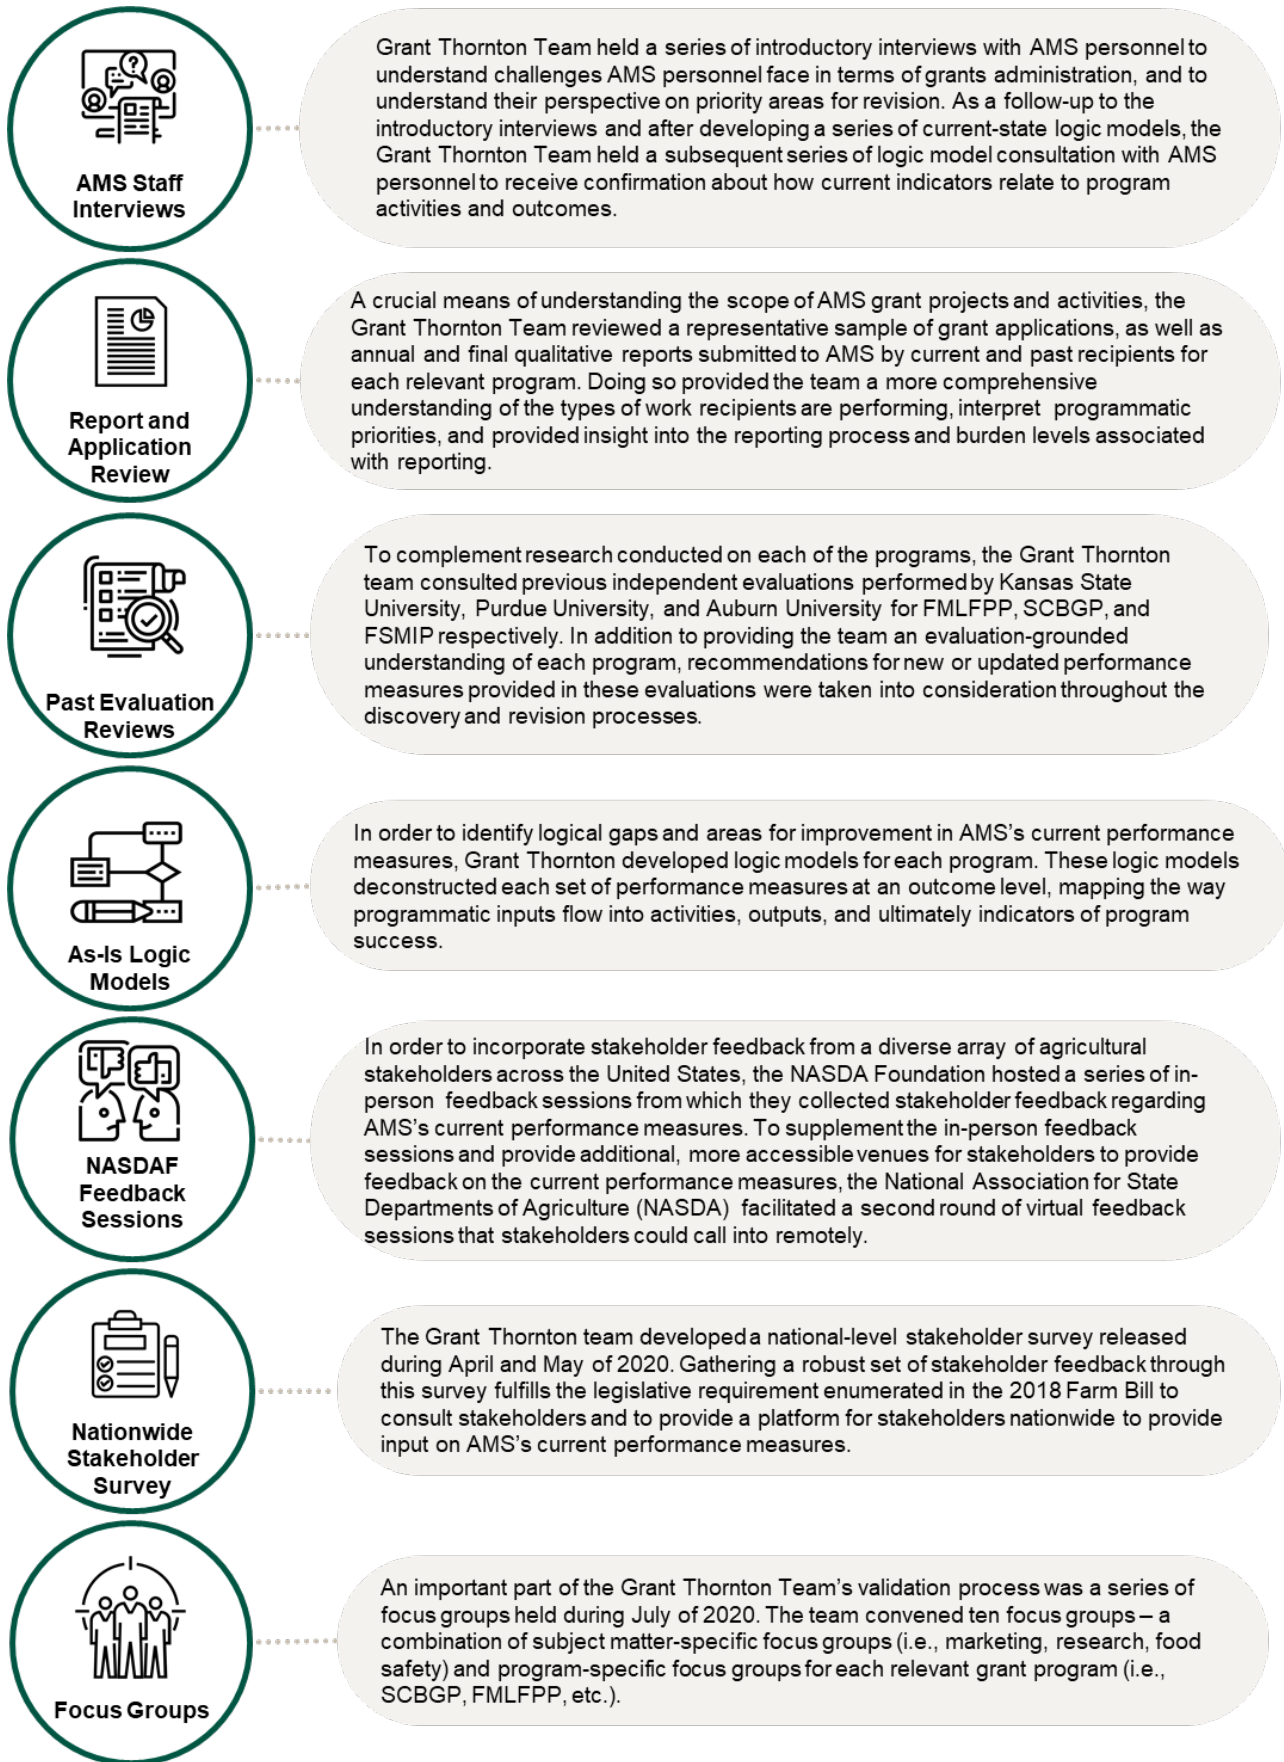 AMS Staff
Interviews
Grant Thornton Team held a series of introductory interviews with AMS personnel to
understand challenges AMS personnel face in terms of grants administration, and to
understand their perspective on priority areas for revision. As a follow-up to the
introductory interviews and after developing a series of current-state logic models, the
Grant Thornton Team held a subsequent series of logic model consultation with AMS
personnel to receive confirmation about how current indicators relate to program
activities and outcomes.
Report and
Application
Review
A crucial means of understanding the scope of AMS grant projects and activities, the
Grant Thornton Team reviewed a representative sample of grant applications, as well as
annual and final qualitative reports submitted to AMS by current and past recipients for
each relevant program. Doing so provided the team a more comprehensive
understanding of the types of work recipients are performing, interpret programmatic
priorities, and provided insight into the reporting process and burden levels associated
with reporting.
Past Evaluation
Reviews
To complement research conducted on each of the programs, the Grant Thornton
team consulted previous independent evaluations performed by Kansas State
University, Purdue University, and Auburn University for FMLFPP, SCBGP, and
FSMIP respectively. In addition to providing the team an evaluation-grounded
understanding of each program, recommendations for new or updated performance
measures provided in these evaluations were taken into consideration throughout the
discovery and revision processes.
As-Is Logic
Models
In order to identify logical gaps and areas for improvement in AMS's current performance
measures, Grant Thornton developed logic models for each program. These logic models
deconstructed each set of performance measures at an outcome level, mapping the way
programmatic inputs flow into activities, outputs, and ultimately indicators of program
success.
NASDAF
Feedback
Sessions
In order to incorporate stakeholder feedback from a diverse array of agricultural
stakeholders across the United States, the NASDA Foundation hosted a series of in-
person feedback sessions from which they collected stakeholder feedback regarding
AMS's current performance measures. To supplement the in-person feedback
sessions and provide additional, more accessible venues for stakeholders to provide
feedback on the current performance measures, the National Association for State
Departments of Agriculture (NASDA) facilitated a second round of virtual feedback
sessions that stakeholders could call into remotely.
Nationwide
Stakeholder
Survey
The Grant Thornton team developed a national-level stakeholder survey released
during April and May of 2020. Gathering a robust set of stakeholder feedback through
this survey fulfills the legislative requirement enumerated in the 2018 Farm Bill to
consult stakeholders and to provide a platform for stakeholders nationwide to provide
input on AMS's current performance measures.
Focus Groups
An important part of the Grant Thornton Team's validation process was a series of
focus groups held during July of 2020. The team convened ten focus groups – a
combination of subject matter-specific focus groups (i.e., marketing, research, food
safety) and program-specific focus groups for each relevant grant program (i.e.,
SCBGP, FMLFPP, etc.).